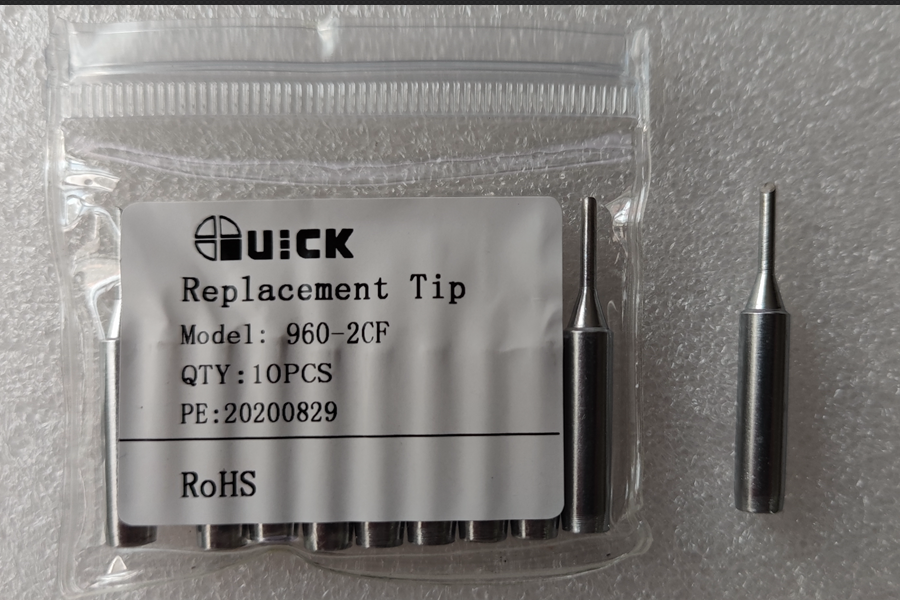 QUICK
Replacement Tip
Model: 960-2CF
QTY:10PCS
PE:20200829
RoHS